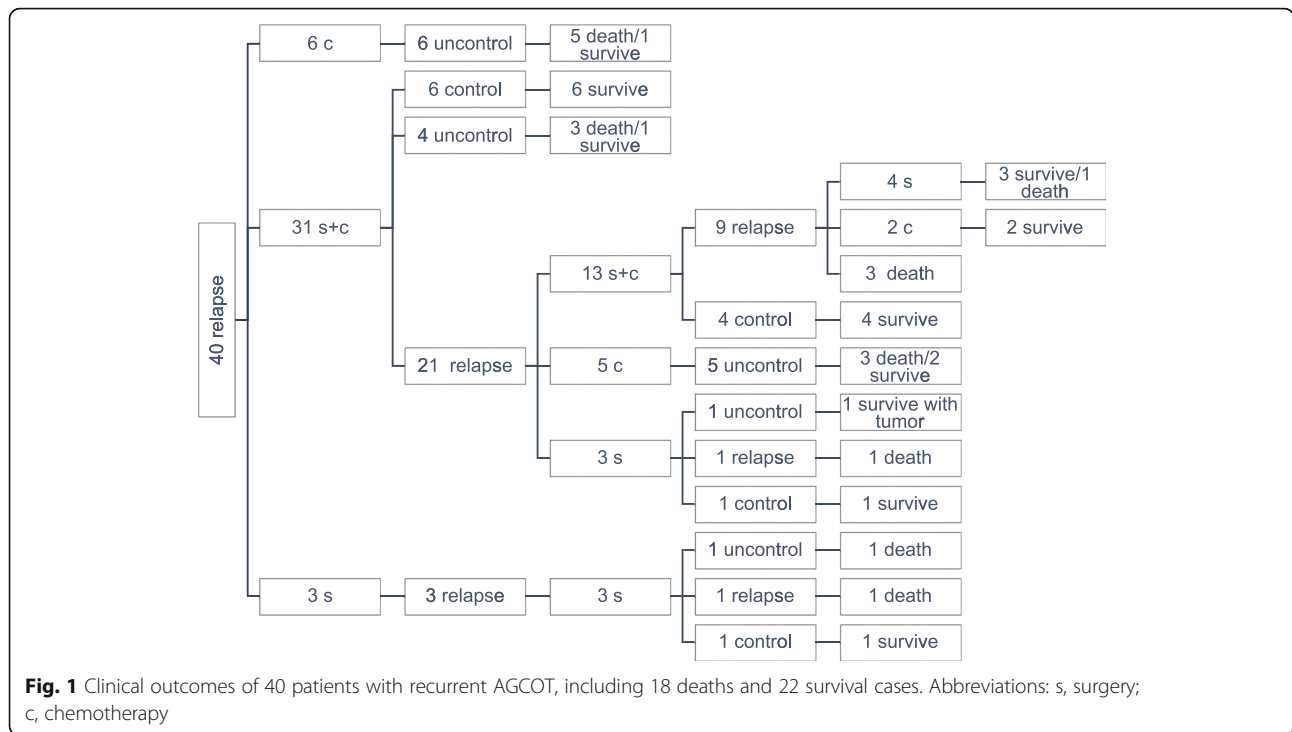 6 c
6 uncontrol
5 death/1
survive
6 control
6 survive
4 uncontrol
3 death/1
survive
4 s
3 survive/1
death
31 s+c
9 relapse
2 c
2 survive
13 s+c
3 death
40 relapse
4 control
4 survive
21 relapse
5 c
5 uncontrol
3 death/2
survive
1 uncontrol
1 survive with
tumor
3 s
1 relapse
1 death
1 control
1 survive
1 uncontrol
1 death
3 s
3 relapse
3 s
1 relapse
1 death
1 control
1 survive
Fig. 1 Clinical outcomes of 40 patients with recurrent AGCOT, including 18 deaths and 22 survival cases. Abbreviations: s, surgery;
c, chemotherapy